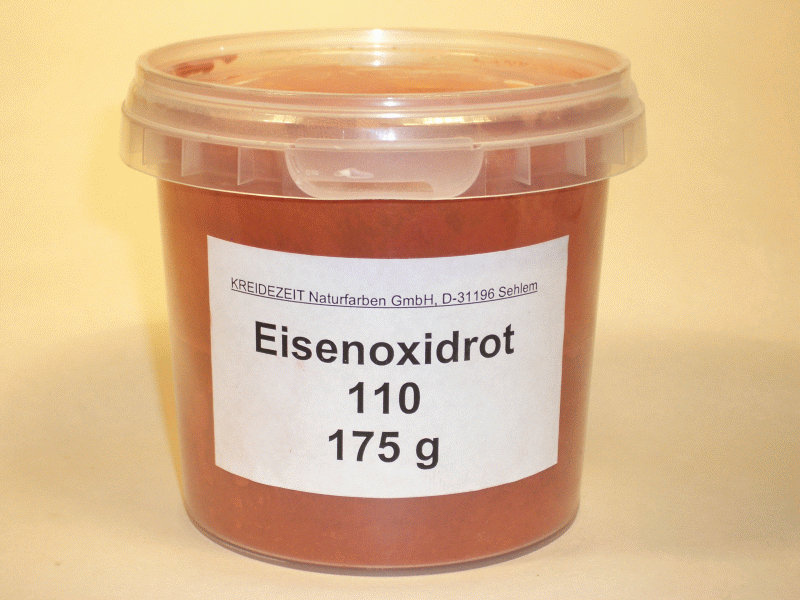 KREIDEZEIT Naturfarben GmbH, D-31196 Sehlem
Eisenoxidrot
110
175 g